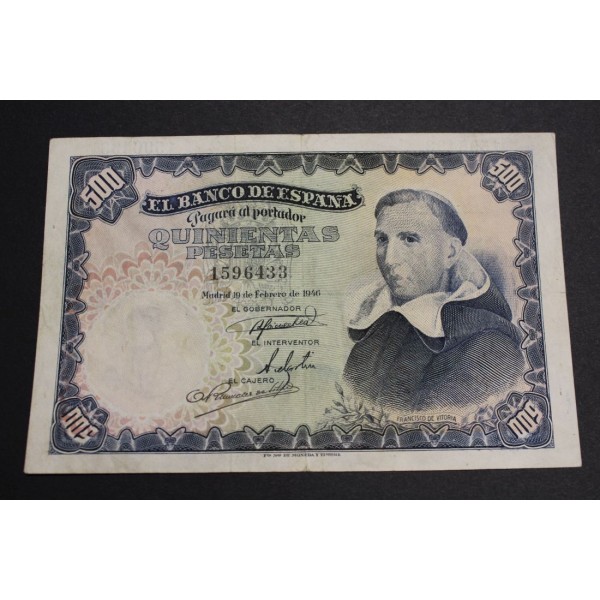 500
500
EL BANCO DE ESPAÑA
Pagará al portador
QUINIENTAS
PESETAS
1596433
Madrid 19 de Febrero de 1946
EL GOBERNADOR
EL INTERVENTOR
EL CAJERO
FRANCISCO DE VITORIA
500
500